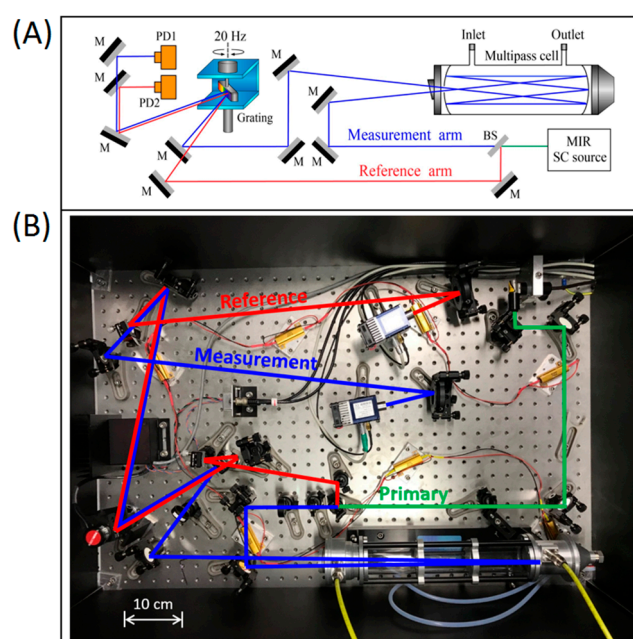 (A)
M
PD1
20 Hz
M
Inlet
Outlet
Multipass cell
M
PD2
M
Grating
M
Measurement arm
BS
MIR
SC source
M
M
M
M
Reference arm
M
M
(B)
Reference
Measurement
Primary
10 cm